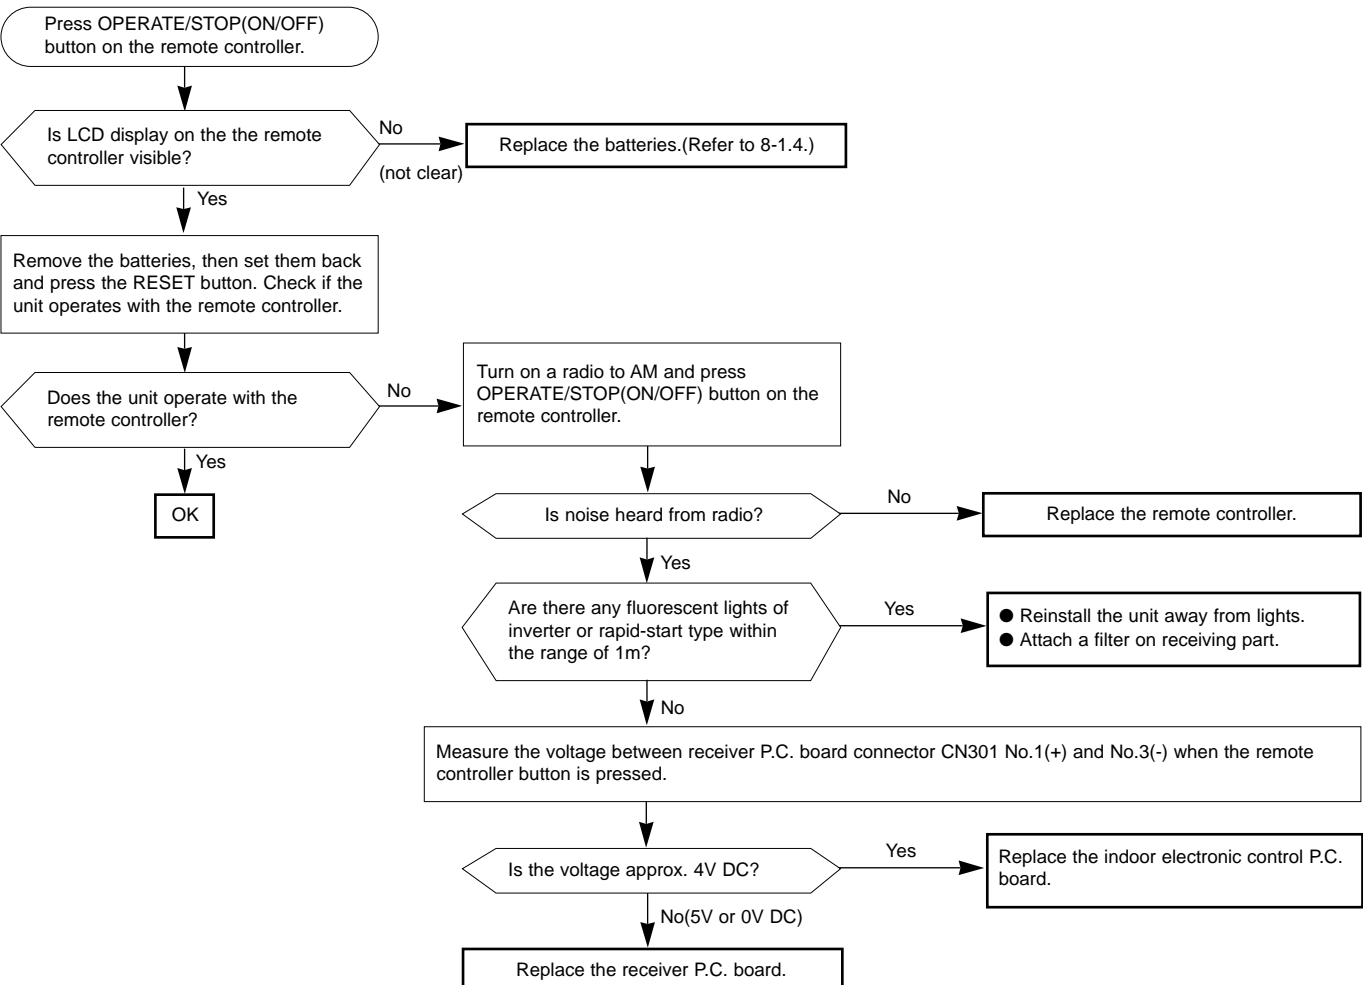 Press OPERATE/STOP(ON/OFF)
button on the remote controller.
Is LCD display on the the remote
controller visible?
No
(not clear)
Replace the batteries.(Refer to 8-1.4.)
Yes
Remove the batteries, then set them back
and press the RESET button. Check if the
unit operates with the remote controller.
Does the unit operate with the
remote controller?
No
Yes
OK
Turn on a radio to AM and press
OPERATE/STOP(ON/OFF) button on the
remote controller.
Is noise heard from radio?
No
Replace the remote controller.
Yes
Are there any fluorescent lights of
inverter or rapid-start type within
the range of 1m?
Yes
● Reinstall the unit away from lights.
● Attach a filter on receiving part.
No
Measure the voltage between receiver P.C. board connector CN301 No.1(+) and No.3(-) when the remote
controller button is pressed.
Is the voltage approx. 4V DC?
Yes
Replace the indoor electronic control P.C.
board.
No(5V or 0V DC)
Replace the receiver P.C. board.